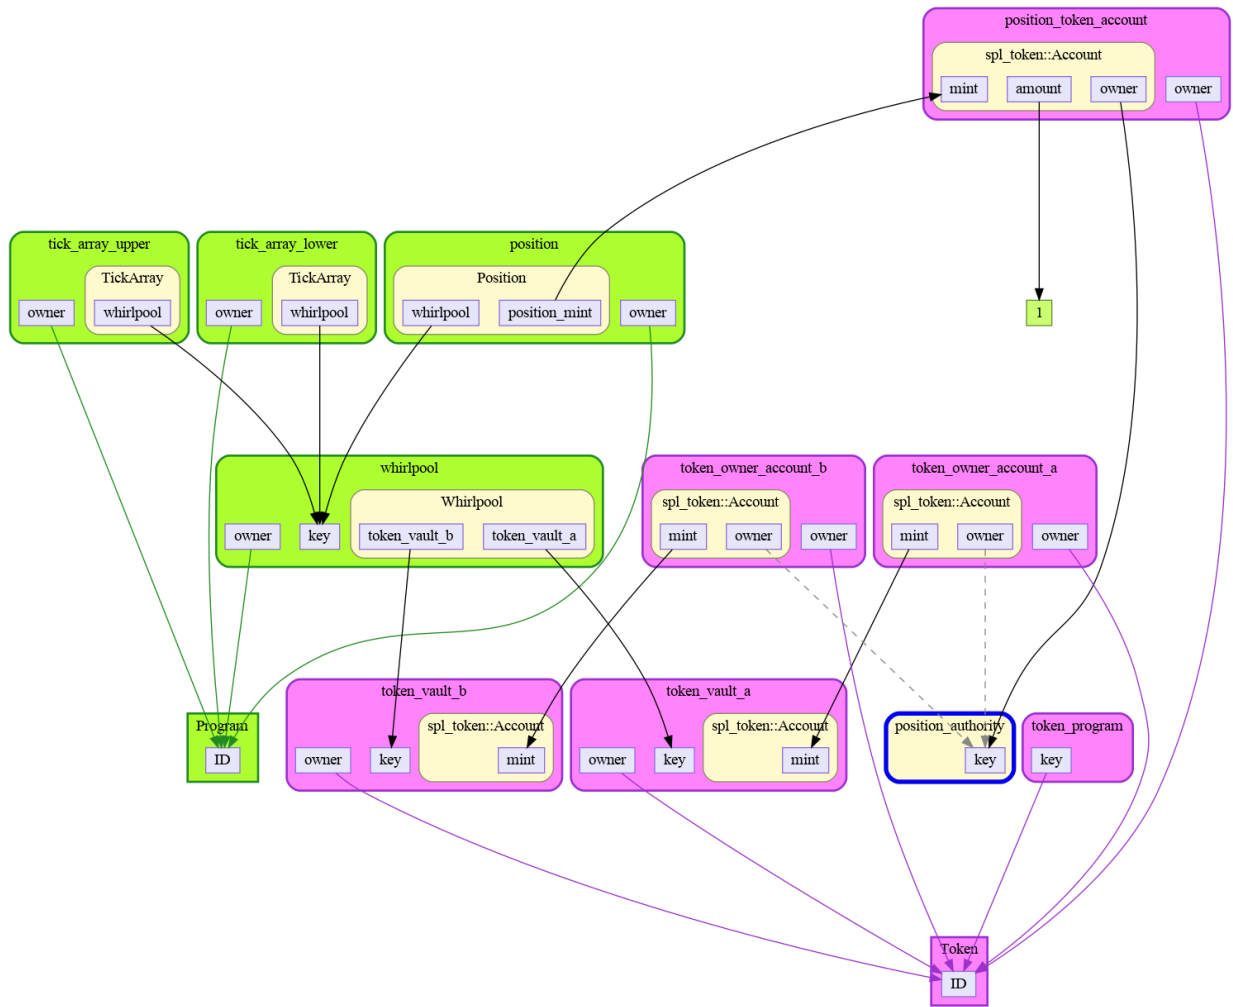 position_token_account
spl_token::Account
mint
amount
owner
owner
tick_array_upper
TickArray
owner
whirlpool
tick_array_lower
TickArray
owner
whirlpool
position
Position
whirlpool
position_mint
owner
1
whirlpool
Whirlpool
owner
key
token_vault_b
token_vault_a
token_owner_account_b
spl_token::Account
mint
owner
owner
token_owner_account_a
spl_token::Account
mint
owner
owner
Program
ID
token_vault_b
spl_token::Account
owner
key
mint
token_vault_a
spl_token::Account
owner
key
mint
position_authority
key
token_program
key
Token
ID